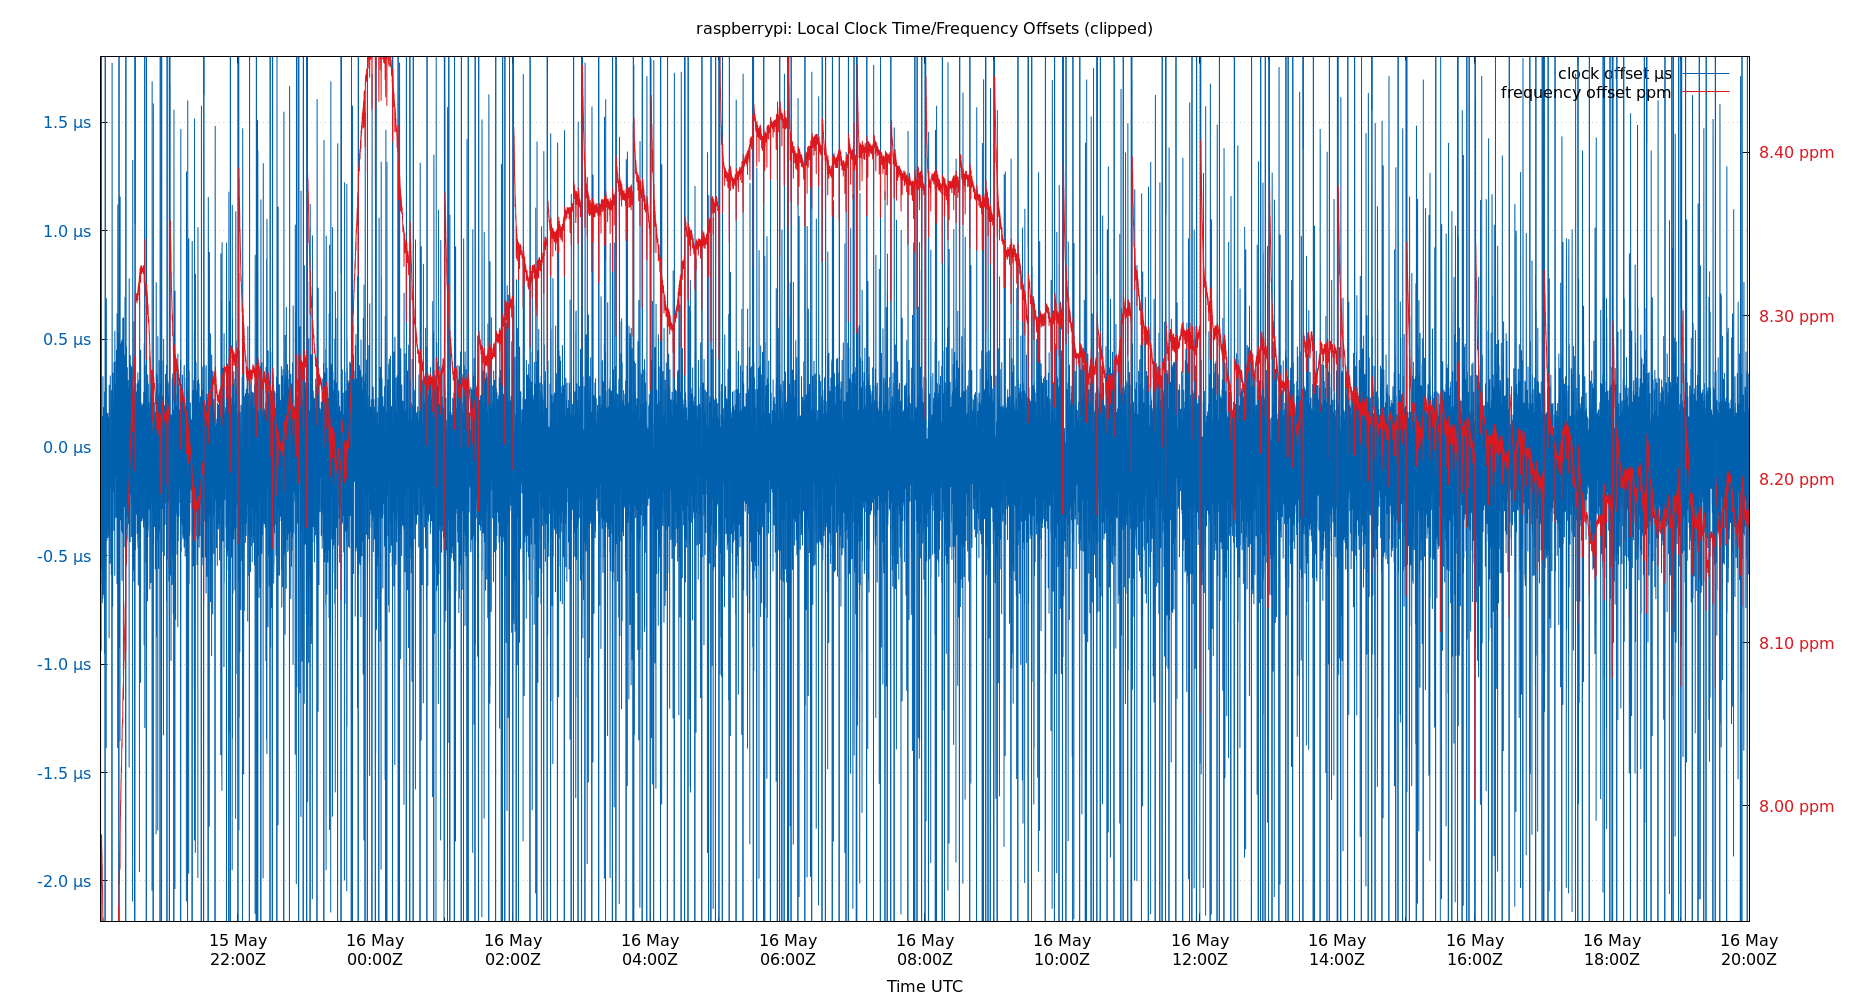 raspberrypi: Local Clock Time/Frequency Offsets (clipped)
clock offset µs
frequency offset ppm
1.5 µs
1.0 µs
0.5 µs
0.0 µs
-0.5 µs
-1.0 µs
-1.5 µs
-2.0 µs
8.40 ppm
8.30 ppm
8.20 ppm
8.10 ppm
8.00 ppm
15 May 16 May 16 May 16 May 16 May 16 May 16 May 16 May 16 May 16 May 16 May 16 May
22:00Z 00:00Z 02:00Z 04:00Z 06:00Z 08:00Z 10:00Z 12:00Z 14:00Z 16:00Z 18:00Z 20:00Z
Time UTC